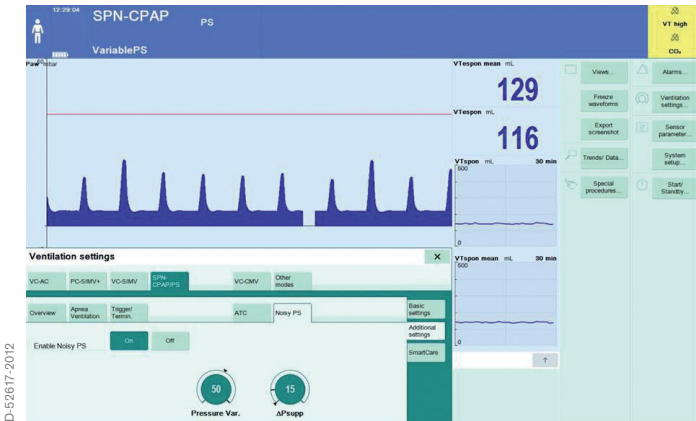 12:29:04
SPN-CPAP
PS
VariablePS
VT high
CO₂
Paw mbar
60
VTespon mean mL
129
VTespon mL
116
VTspon mL 30 min
500
0
VTspon mean mL 30 min
500
0
Views...
Alarms...
Freeze
waveforms
Ventilation
settings...
Export
screenshot
Sensor
parameter...
Trends/ Data...
System
setup...
Special
procedures...
Start/
Standby...
Ventilation settings
VC-AC
PC-SIMV+
VC-SIMV
SPN-
CPAP/PS
VC-CMV
Other
modes
Overview
Apnea
Ventilation
Trigger/
Termin.
ATC
Noisy PS
Basic
settings
Additional
settings
SmartCare
Enable Noisy PS
On
Off
50
Pressure Var.
15
ΔPsupp
D-52617-2012